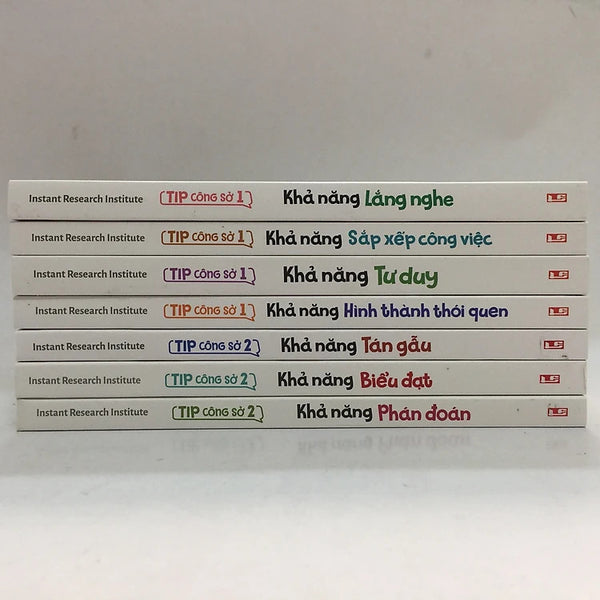 Instant Research Institute TIP công sở 1 Khả năng Lắng nghe
Instant Research Institute TIP công sở 1 Khả năng Sắp xếp công việc
Instant Research Institute TIP công sở 1 Khả năng Tư duy
Instant Research Institute TIP công sở 1 Khả năng Hình thành thói quen
Instant Research Institute TIP công sở 2 Khả năng Tán gẫu
Instant Research Institute TIP công sở 2 Khả năng Biểu đạt
Instant Research Institute TIP công sở 2 Khả năng Phán đoán